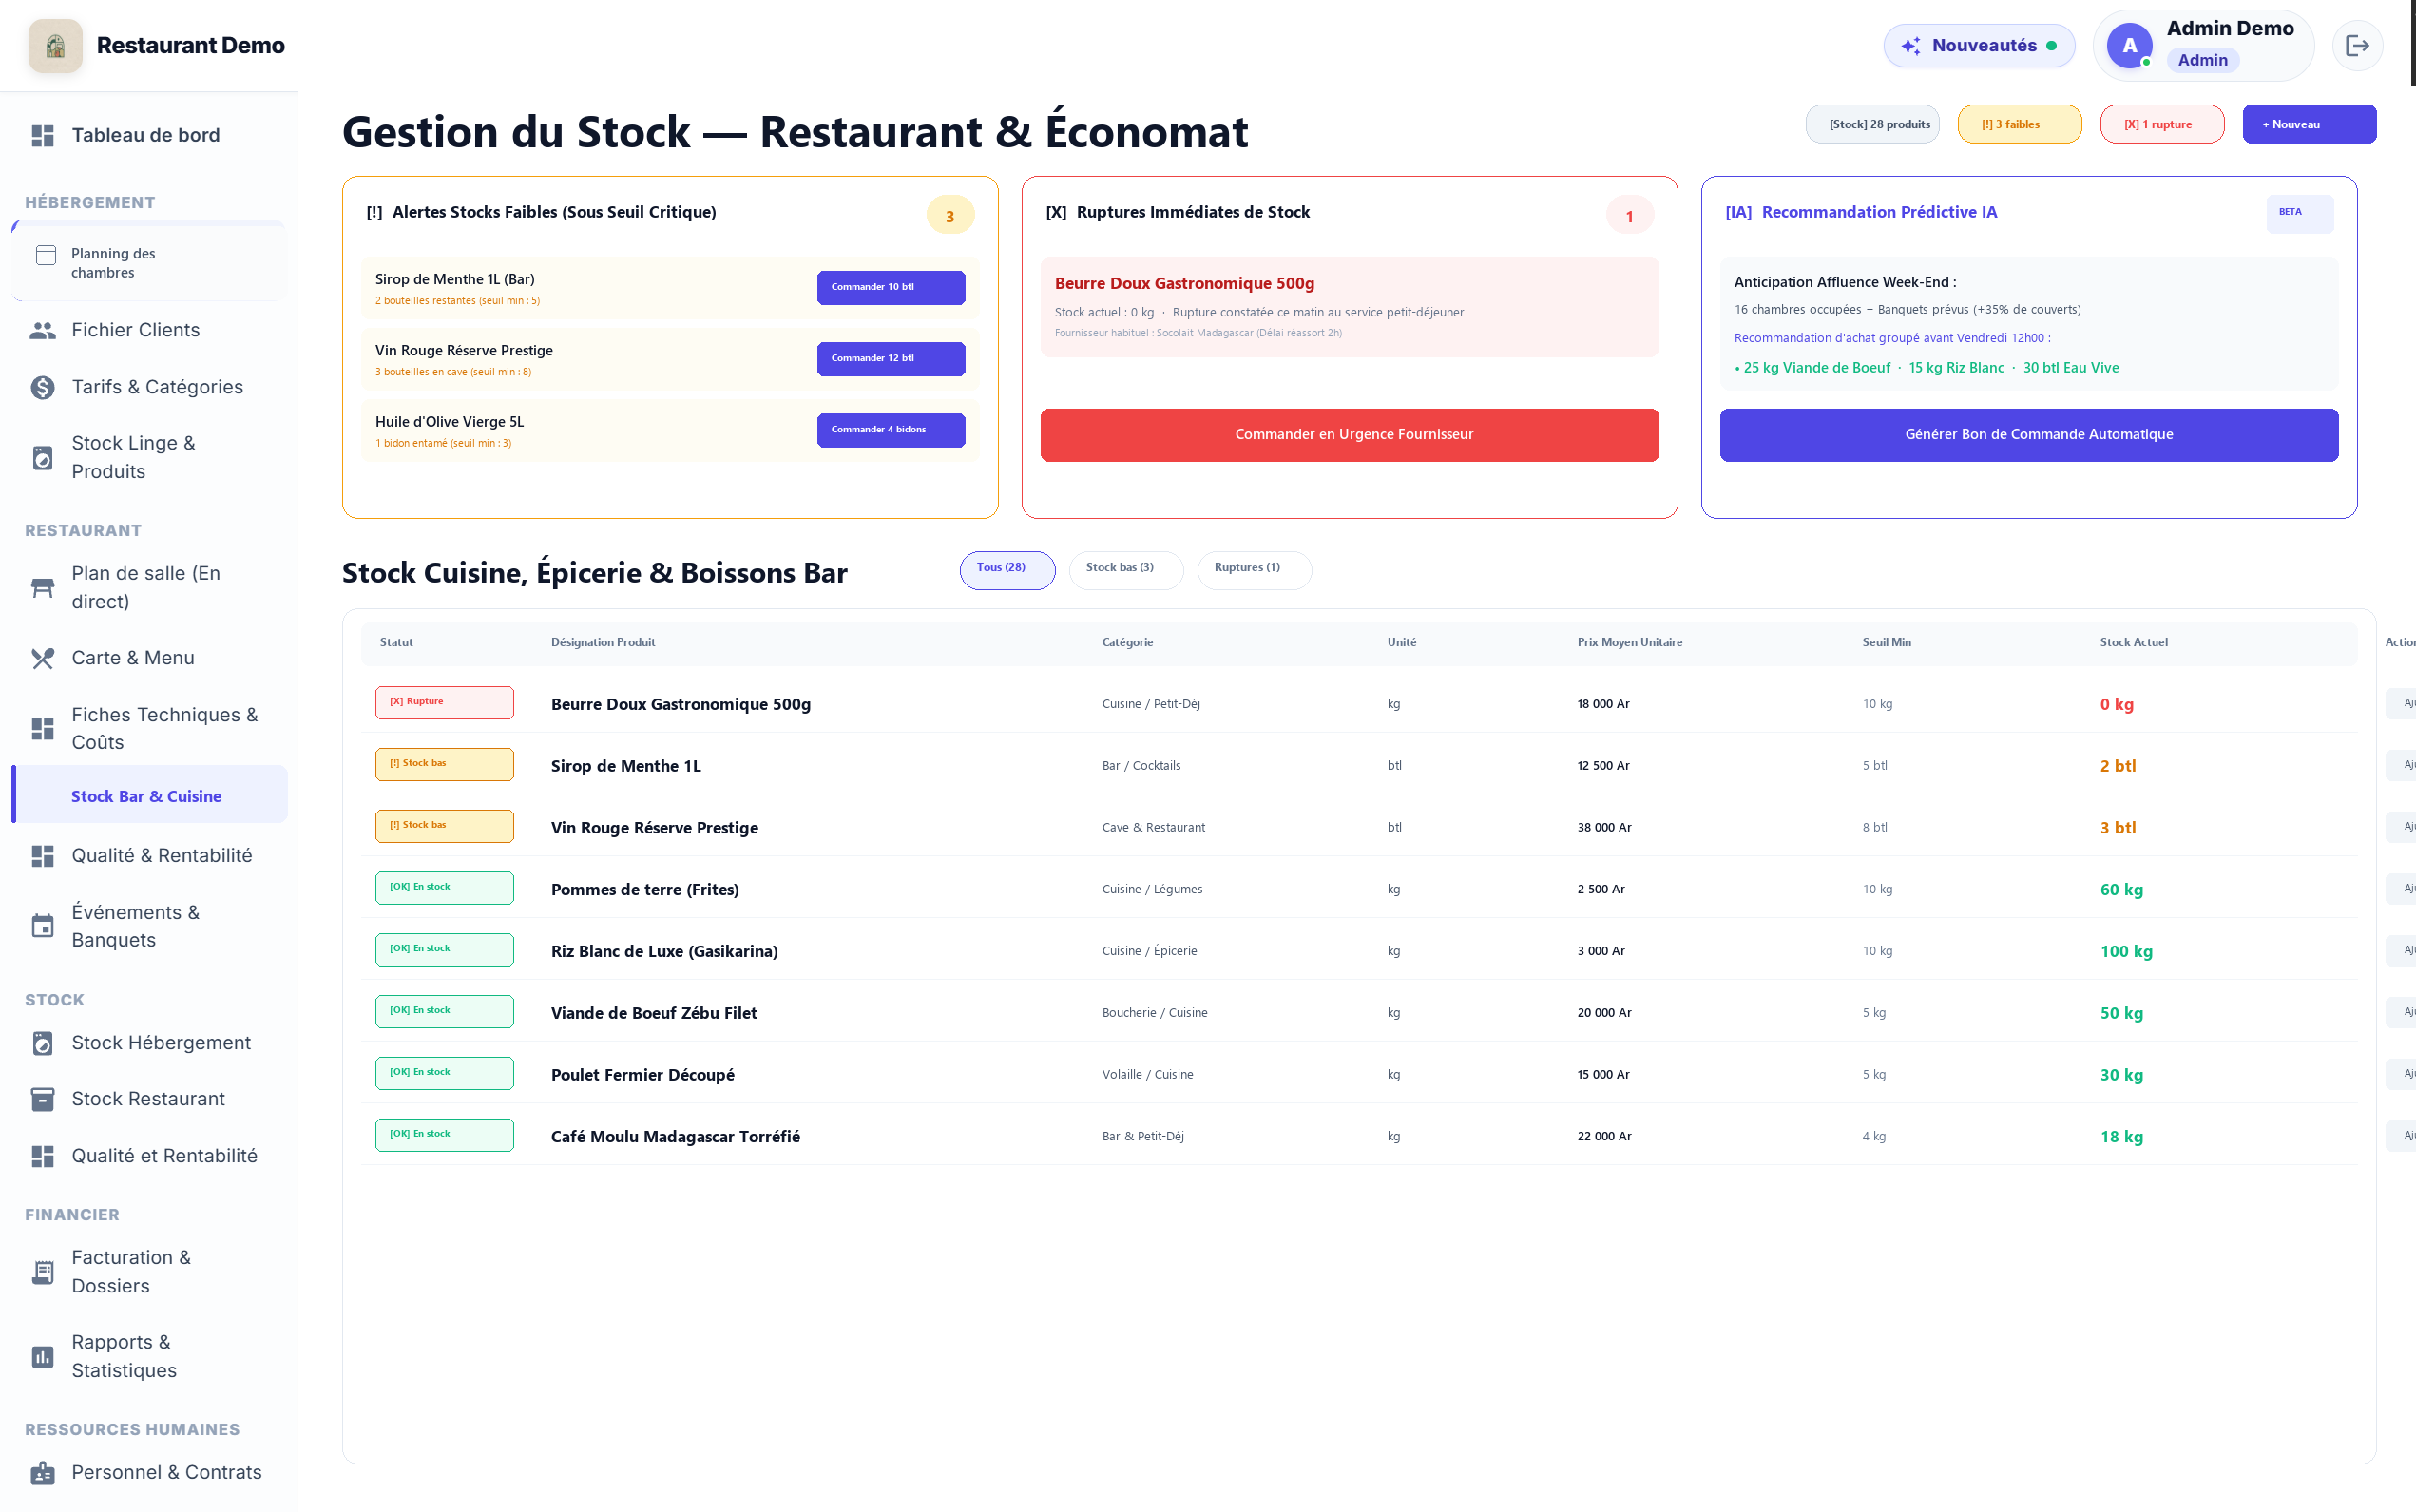 Restaurant Demo
Nouveautés
A
Admin Demo
Admin
Tableau de bord
HÉBERGEMENT
Planning des
chambres
Fichier Clients
Tarifs & Catégories
Stock Linge &
Produits
RESTAURANT
Plan de salle (En
direct)
Carte & Menu
Fiches Techniques &
Coûts
Stock Bar & Cuisine
Qualité & Rentabilité
Événements &
Banquets
STOCK
Stock Hébergement
Stock Restaurant
Qualité et Rentabilité
FINANCIER
Facturation &
Dossiers
Rapports &
Statistiques
RESSOURCES HUMAINES
Personnel & Contrats
Gestion du Stock — Restaurant & Économat
[Stock] 28 produits
[!] 3 faibles
[X] 1 rupture
+ Nouveau
[!] Alertes Stocks Faibles (Sous Seuil Critique)
3
Sirop de Menthe 1L (Bar)
2 bouteilles restantes (seuil min : 5)
Commander 10 btl
Vin Rouge Réserve Prestige
3 bouteilles en cave (seuil min : 8)
Commander 12 btl
Huile d'Olive Vierge 5L
1 bidon entamé (seuil min : 3)
Commander 4 bidons
[X] Ruptures Immédiates de Stock
1
Beurre Doux Gastronomique 500g
Stock actuel : 0 kg · Rupture constatée ce matin au service petit-déjeuner
Fournisseur habituel : Socolait Madagascar (Délai réassort 2h)
Commander en Urgence Fournisseur
[IA] Recommandation Prédictive IA
BETA
Anticipation Affluence Week-End :
16 chambres occupées + Banquets prévus (+35% de couverts)
Recommandation d'achat groupé avant Vendredi 12h00 :
• 25 kg Viande de Boeuf · 15 kg Riz Blanc · 30 btl Eau Vive
Générer Bon de Commande Automatique
Stock Cuisine, Épicerie & Boissons Bar
Tous (28)
Stock bas (3)
Ruptures (1)
Statut Désignation Produit Catégorie Unité Prix Moyen Unitaire Seuil Min Stock Actuel Action
[X] Rupture Beurre Doux Gastronomique 500g Cuisine / Petit-Déj kg 18 000 Ar 10 kg 0 kg Aju
[!] Stock bas Sirop de Menthe 1L Bar / Cocktails btl 12 500 Ar 5 btl 2 btl Aju
[!] Stock bas Vin Rouge Réserve Prestige Cave & Restaurant btl 38 000 Ar 8 btl 3 btl Aju
[OK] En stock Pommes de terre (Frites) Cuisine / Légumes kg 2 500 Ar 10 kg 60 kg Aju
[OK] En stock Riz Blanc de Luxe (Gasikarina) Cuisine / Épicerie kg 3 000 Ar 10 kg 100 kg Aju
[OK] En stock Viande de Boeuf Zébu Filet Boucherie / Cuisine kg 20 000 Ar 5 kg 50 kg Aju
[OK] En stock Poulet Fermier Découpé Volaille / Cuisine kg 15 000 Ar 5 kg 30 kg Aju
[OK] En stock Café Moulu Madagascar Torréfié Bar & Petit-Déj kg 22 000 Ar 4 kg 18 kg Aju